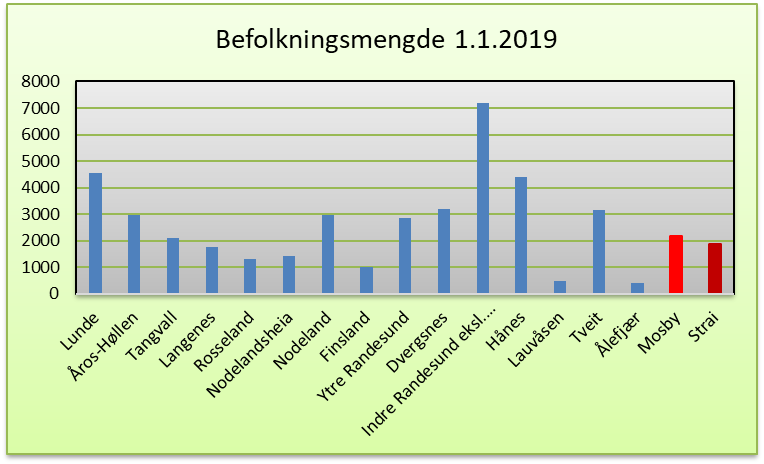 Befolkningsmengde 1.1.2019
8000
7000
6000
5000
4000
3000
2000
1000
0
Lunde
Åros-Høllen
Tangvall
Langenes
Rosseland
Nodelandsheia
Nodeland
Finsland
Ytre Randesund
Dvergsnes
Indre Randesund eksl....
Hånes
Lauvåsen
Tveit
Ålefjær
Mosby
Strai